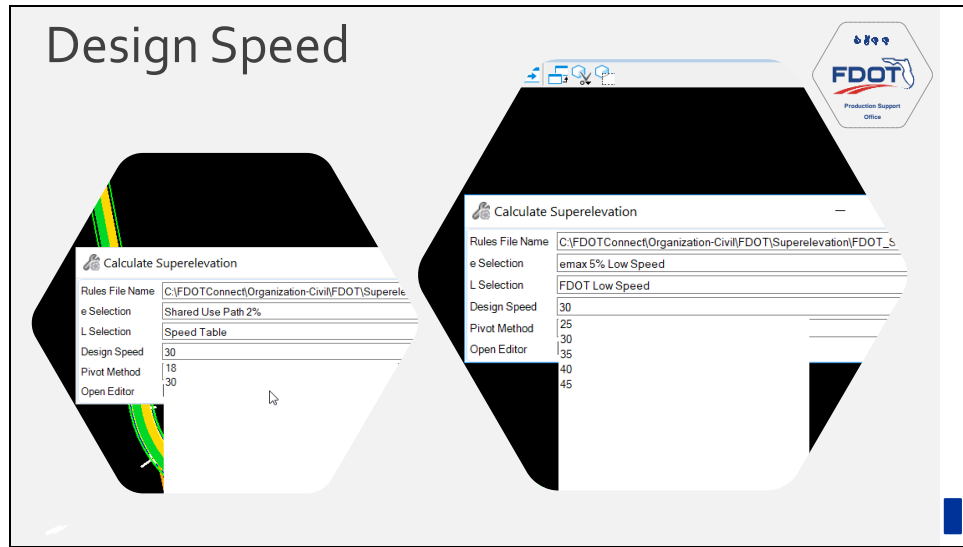 Design Speed
FDOT
Production Support
Office
Calculate Superelevation
Rules File Name C:\FDOTConnect\Organization-Civil\FDOT\Superele
e Selection Shared Use Path 2%
L Selection Speed Table
Design Speed 30
Pivot Method 18
30
Open Editor
Calculate Superelevation
Rules File Name C:\FDOTConnect\Organization-Civil\FDOT\Superelevation\FDOT_S
e Selection emax 5% Low Speed
L Selection FDOT Low Speed
Design Speed 30
25
Pivot Method
30
Open Editor
35
40
45